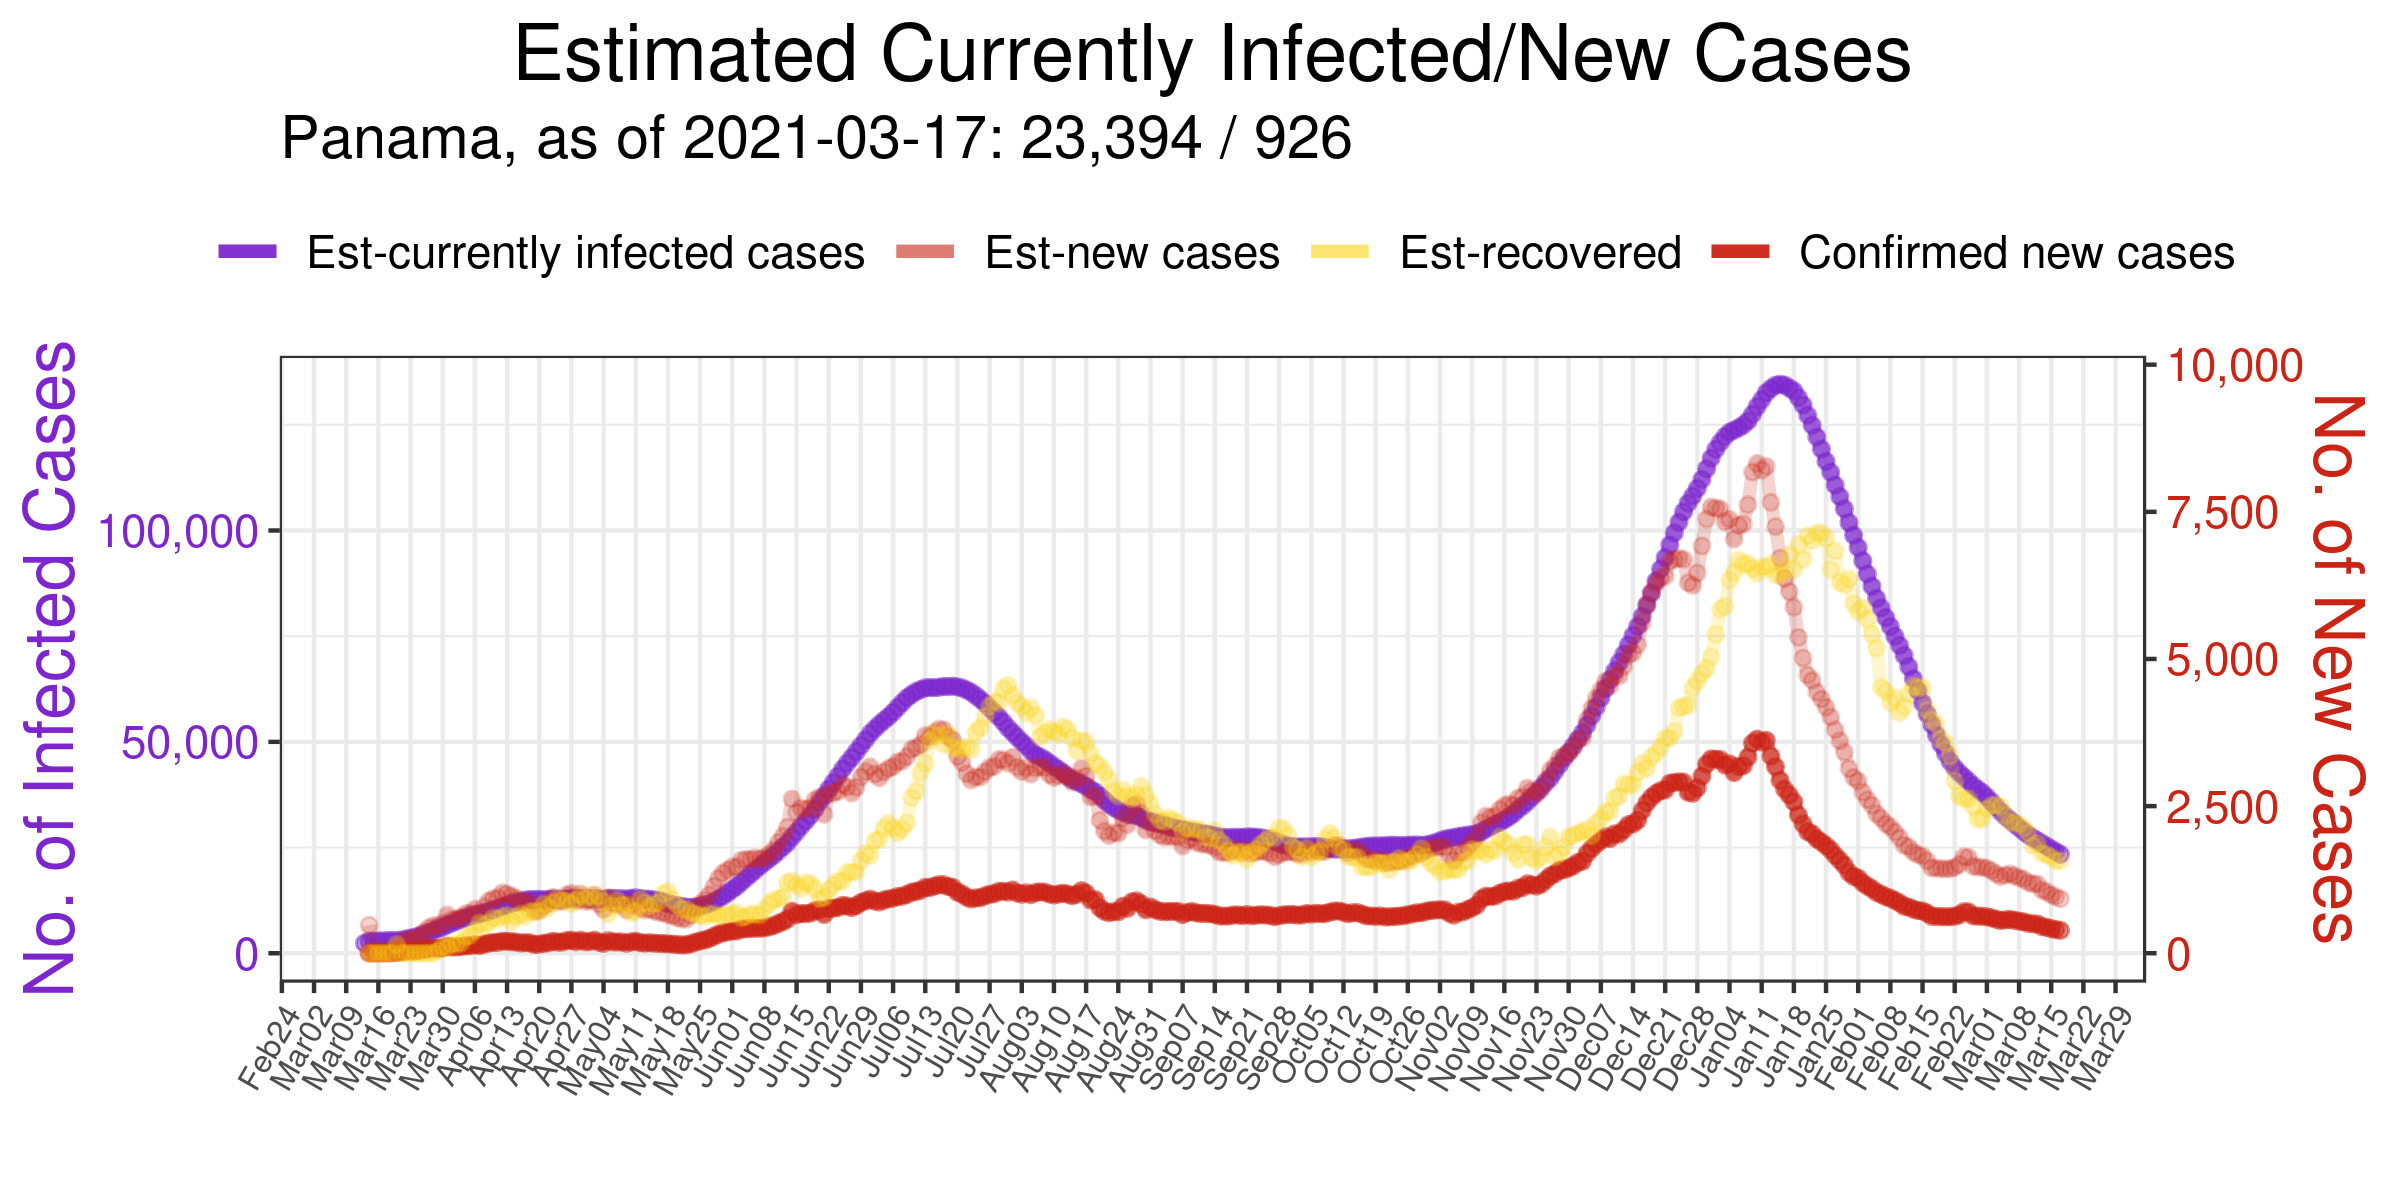 Estimated Currently Infected/New Cases
Panama, as of 2021-03-17: 23,394 / 926
Est-currently infected cases Est-new cases Est-recovered Confirmed new cases
No. of Infected Cases
100,000
50,000
0
10,000
7,500
5,000
2,500
0
No. of New Cases
Feb24 Mar02 Mar09 Mar16 Mar23 Mar30 Apr06 Apr13 Apr20 Apr27 May04 May11 May18 May25 Jun01 Jun08 Jun15 Jun22 Jun29 Jul06 Jul13 Jul20 Jul27 Aug03 Aug10 Aug17 Aug24 Aug31 Sep07 Sep14 Sep21 Sep28 Oct05 Oct12 Oct19 Oct26 Nov02 Nov09 Nov16 Nov23 Nov30 Dec07 Dec14 Dec21 Dec28 Jan04 Jan11 Jan18 Jan25 Feb01 Feb08 Feb15 Feb22 Mar01 Mar08 Mar15 Mar22 Mar29